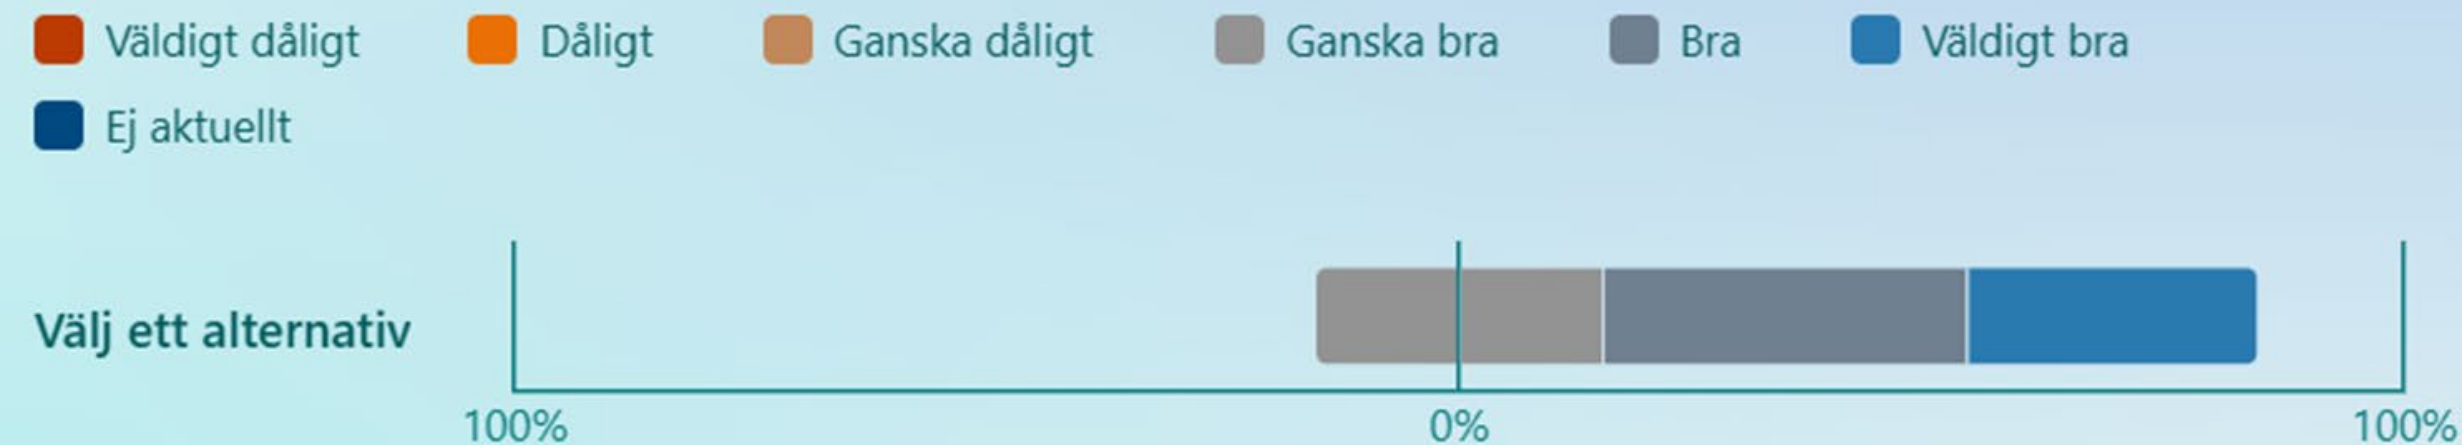 Väldigt dåligt Dåligt Ganska dåligt Ganska bra Bra Väldigt bra
Ej aktuellt
Välj ett alternativ
100% 0% 100%